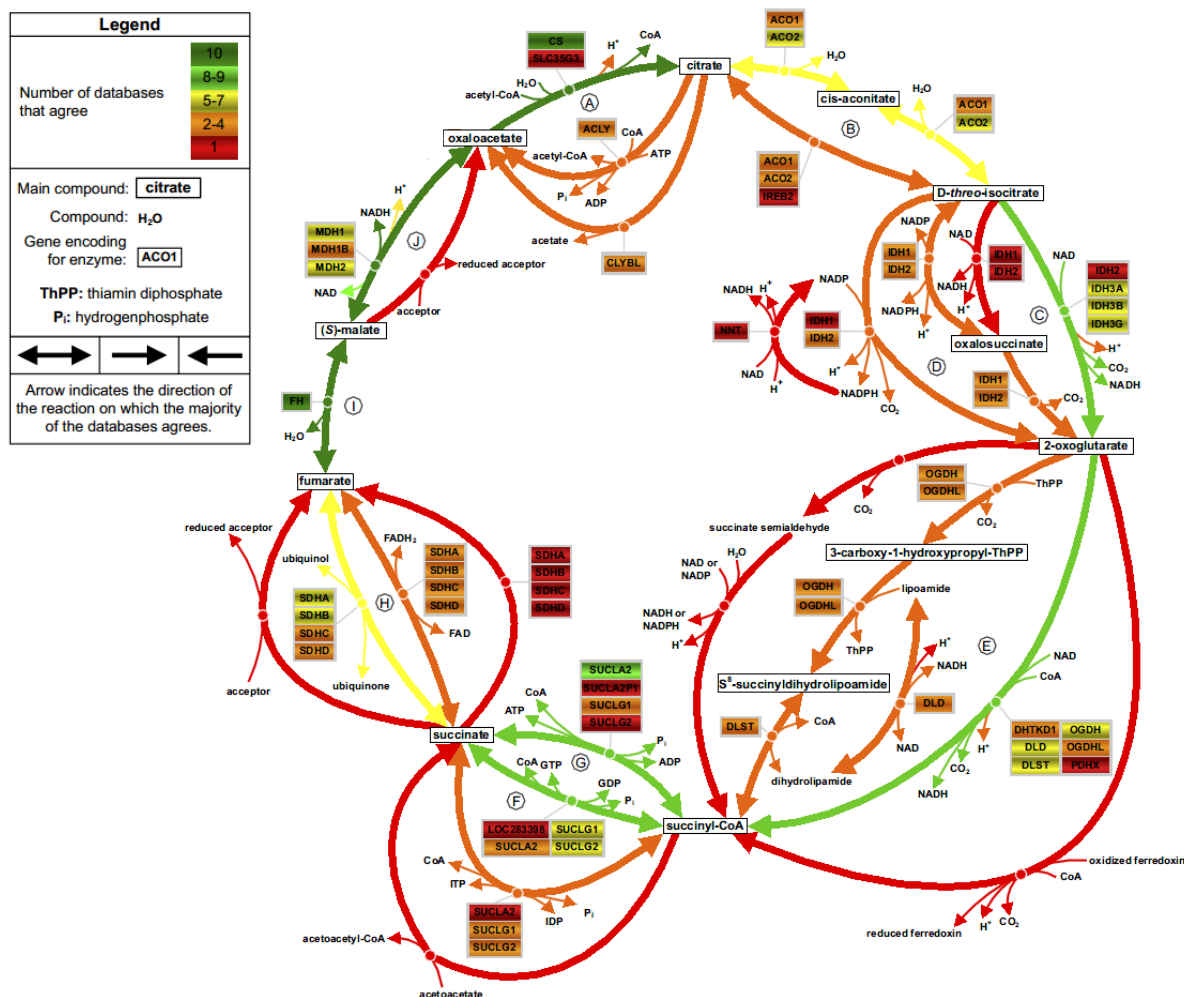 Legend
Number of databases
that agree
10
8-9
5-7
2-4
1
Main compound: citrate
Compound: H₂O
Gene encoding
for enzyme: ACO1
ThPP: thiamin diphosphate
Pᵢ: hydrogenphosphate
Arrow indicates the direction of
the reaction on which the majority
of the databases agrees.
CS
SLC35G3
H⁺
CoA
H₂O
acetyl-CoA
A
citrate
ACO1
ACO2
H₂O
cis-aconitate
H₂O
ACO1
ACO2
B
ACO1
ACO2
IREB2
D-threo-isocitrate
oxaloacetate
ACLY
CoA
acetyl-CoA
ATP
Pᵢ
ADP
acetate
CLYBL
H⁺
NADH
MDH1
MDH1B
MDH2
J
NAD
reduced acceptor
acceptor
(S)-malate
NADP
IDH1
IDH2
NADPH
H⁺
NAD
IDH1
IDH2
NADH
H⁺
NAD
IDH2
IDH3A
IDH3B
IDH3G
C
H⁺
CO₂
NADH
oxalosuccinate
NADH
H⁺
NADP
NNT
IDH1
IDH2
NAD
H⁺
NADPH
H⁺
CO₂
D
IDH1
IDH2
CO₂
2-oxoglutarate
FH
I
H₂O
fumarate
OGDH
OGDHL
ThPP
CO₂
CO₂
succinate semialdehyde
3-carboxy-1-hydroxypropyl-ThPP
NAD or
NADP
H₂O
NADH or
NADPH
H⁺
OGDH
OGDHL
lipoamide
ThPP
H⁺
NADH
DLD
NAD
S⁸-succinyldihydrolipoamide
DLST
CoA
dihydrolipamide
E
NAD
CoA
H⁺
CO₂
NADH
DHTKD1 OGDH
DLD OGDHL
DLST PDHX
reduced acceptor
ubiquinol
FADH₂
SDHA
SDHB
SDHC
SDHD
SDHA
SDHB
SDHC
SDHD
SDHA
SDHB
SDHC
SDHD
H
FAD
acceptor
ubiquinone
succinate
CoA
ATP
SUCLA2
SUCLA2P1
SUCLG1
SUCLG2
Pᵢ
ADP
G
CoA
GTP
GDP
Pᵢ
F
LOC283398 SUCLG1
SUCLA2 SUCLG2
succinyl-CoA
CoA
ITP
IDP
Pᵢ
SUCLA2
SUCLG1
SUCLG2
acetoacetyl-CoA
acetoacetate
oxidized ferredoxin
CoA
reduced ferredoxin
H⁺
CO₂